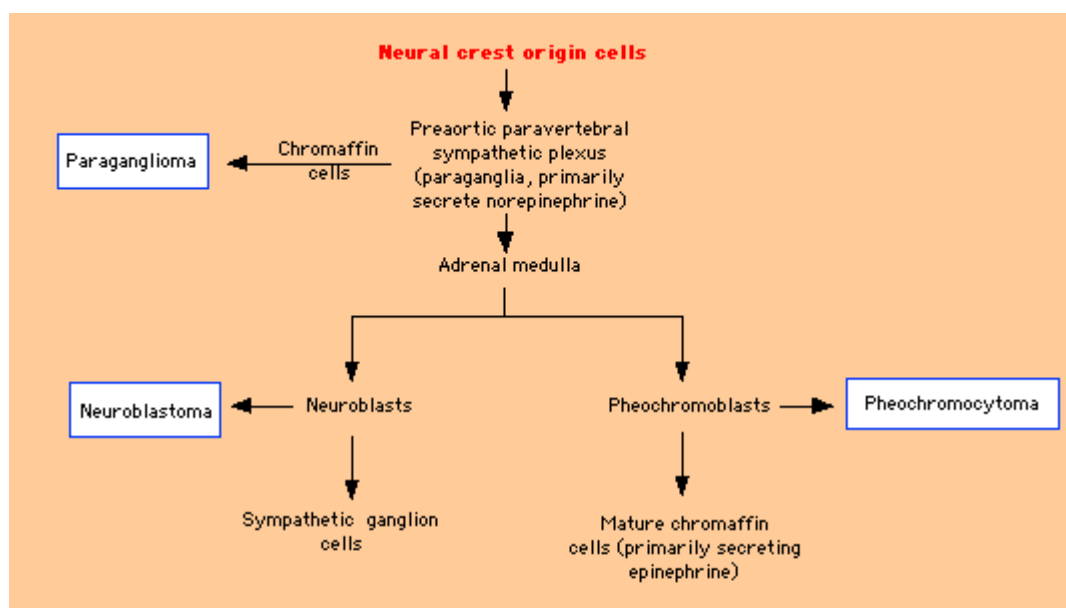 Neural crest origin cells
Preaortic paravertebral
sympathetic plexus
(paraganglia, primarily
secrete norepinephrine)
Chromaffin
cells
Paraganglioma
Adrenal medulla
Neuroblastoma
Neuroblasts
Pheochromoblasts
Pheochromocytoma
Sympathetic ganglion
cells
Mature chromaffin
cells (primarily secreting
epinephrine)